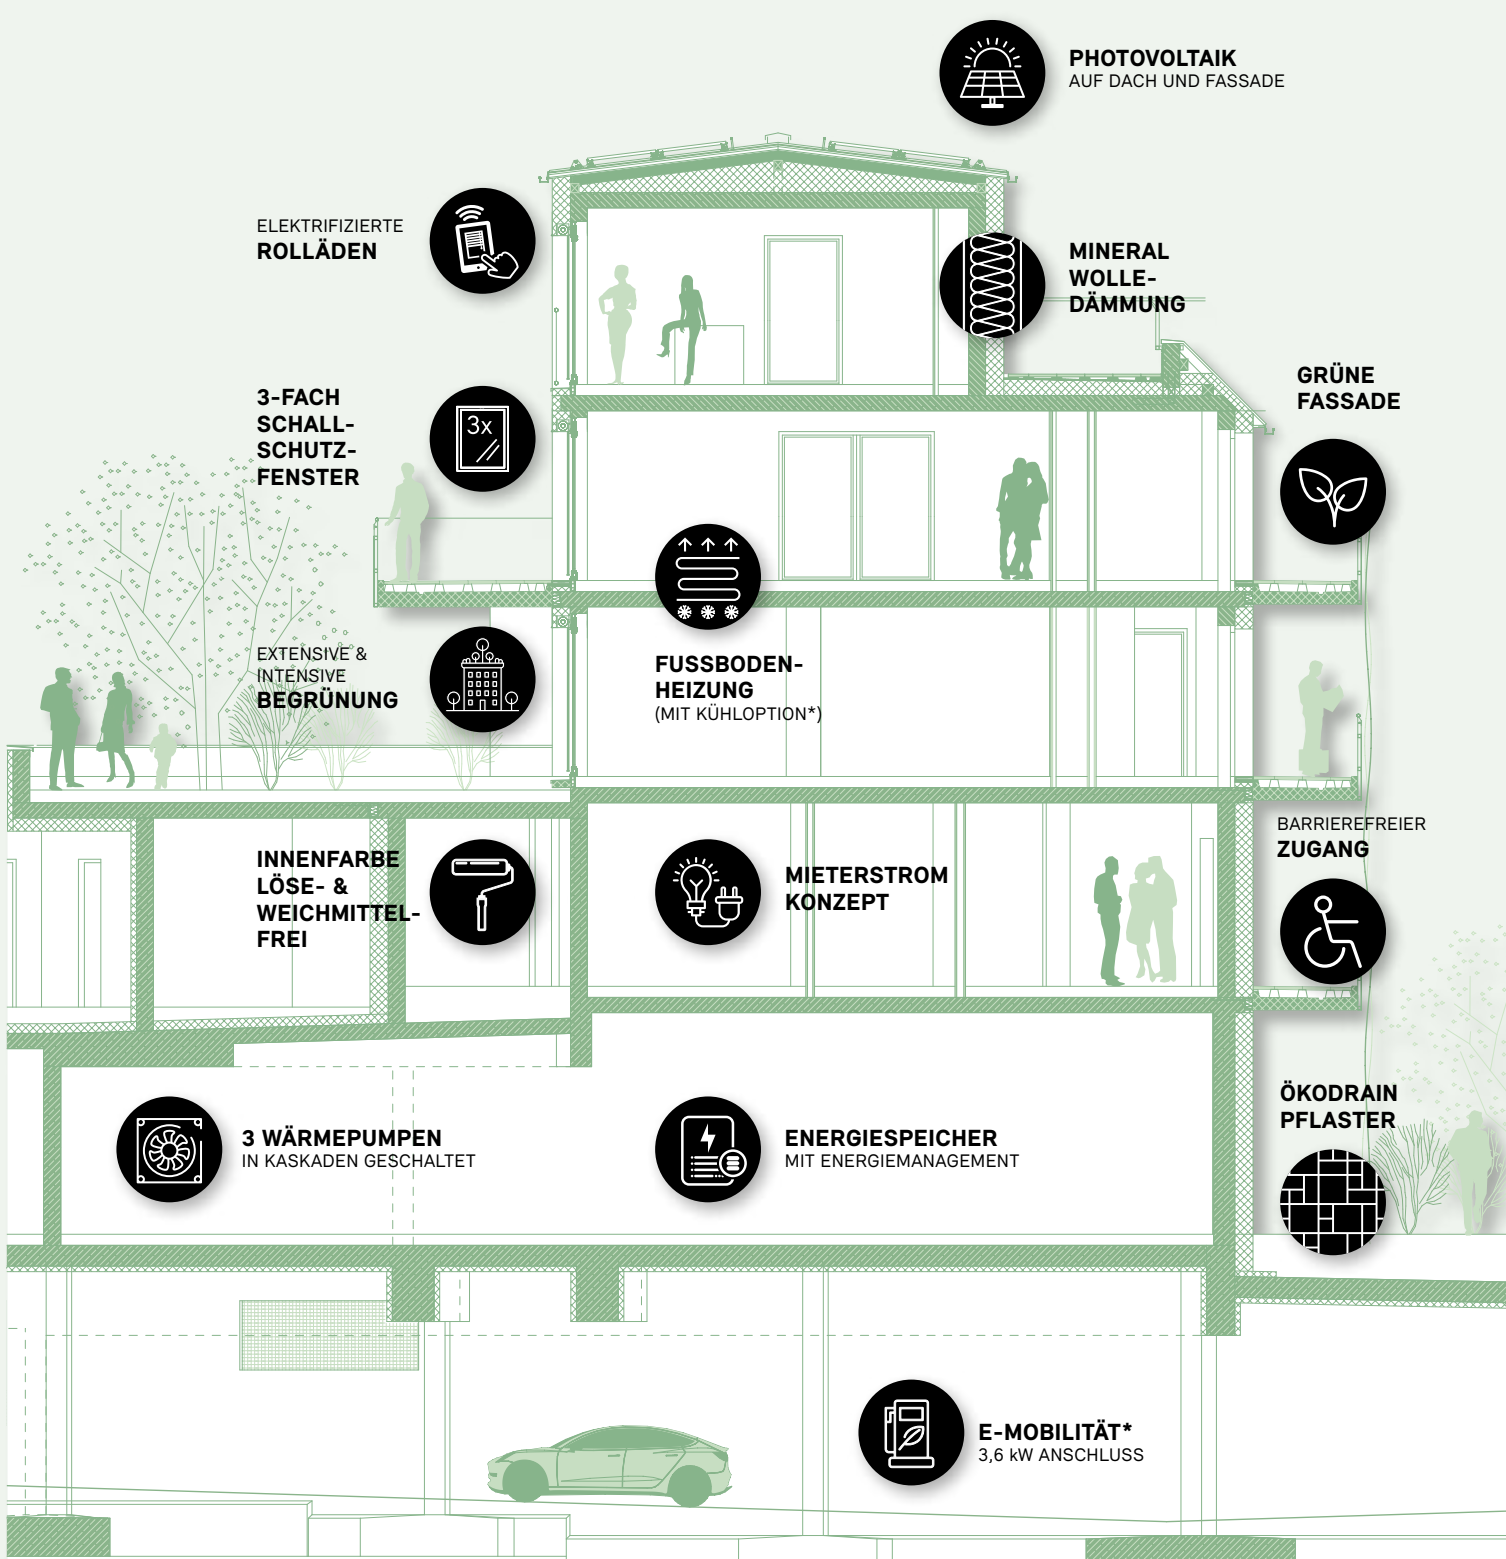 PHOTOVOLTAIK
AUF DACH UND FASSADE
ELEKTRIFIZIERTE
ROLLÄDEN
MINERAL
WOLLE-
DÄMMUNG
3-FACH
SCHALL-
SCHUTZ-
FENSTER
3x
GRÜNE
FASSADE
EXTENSIVE &
INTENSIVE
BEGRÜNUNG
FUSSBODEN-
HEIZUNG
(MIT KÜHLOPTION*)
INNENFARBE
LÖSE- &
WEICHMITTEL-
FREI
MIETERSTROM
KONZEPT
BARRIEREFREIER
ZUGANG
3 WÄRMEPUMPEN
IN KASKADEN GESCHALTET
ENERGIESPEICHER
MIT ENERGIEMANAGEMENT
ÖKODRAIN
PFLASTER
E-MOBILITÄT*
3,6 kW ANSCHLUSS